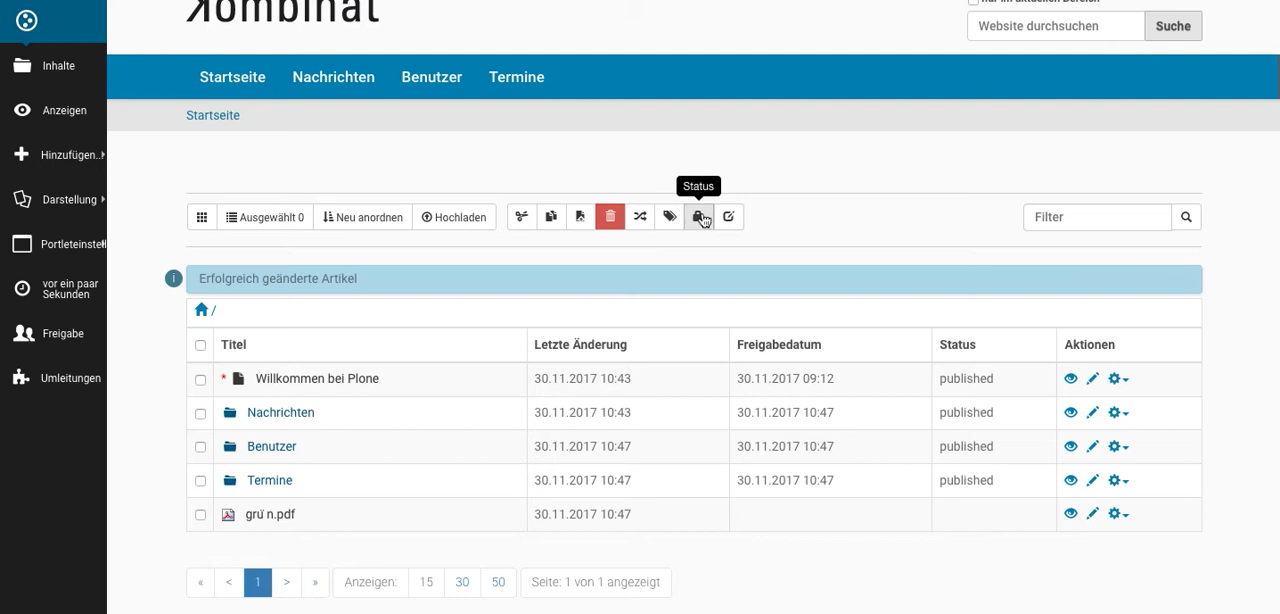 Kombinat
nur im aktuellen Bereich
Website durchsuchen
Suche
Inhalte
Anzeigen
Hinzufügen..
Darstellung
Portleteinstel
vor ein paar
Sekunden
Freigabe
Umleitungen
Startseite Nachrichten Benutzer Termine
Startseite
Status
Ausgewählt 0 Neu anordnen Hochladen
Filter
Erfolgreich geänderte Artikel
/
Titel Letzte Änderung Freigabedatum Status Aktionen
* Willkommen bei Plone 30.11.2017 10:43 30.11.2017 09:12 published
Nachrichten 30.11.2017 10:43 30.11.2017 10:47 published
Benutzer 30.11.2017 10:47 30.11.2017 10:47 published
Termine 30.11.2017 10:47 30.11.2017 10:47 published
grü n.pdf 30.11.2017 10:47
« < 1 > » Anzeigen: 15 30 50 Seite: 1 von 1 angezeigt